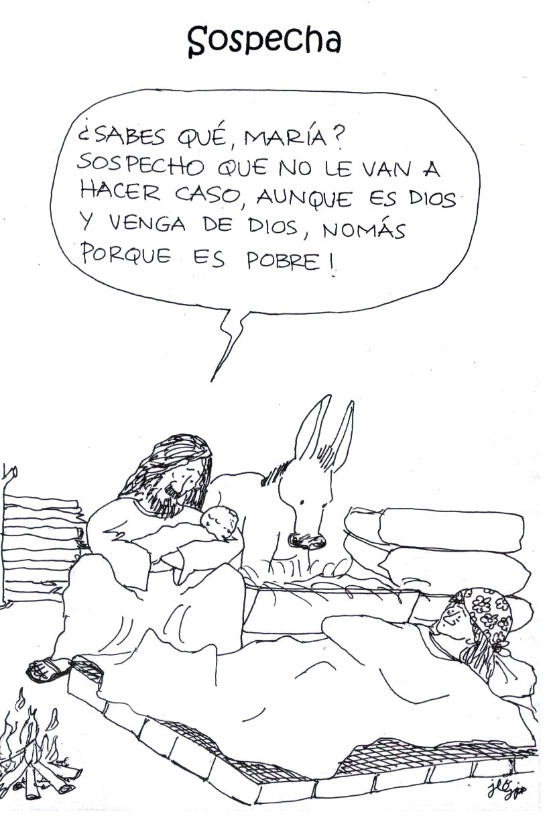 Sospecha
¿SABES QUÉ, MARÍA?
SOSPECHO QUE NO LE VAN A
HACER CASO, AUNQUE ES DIOS
Y VENGA DE DIOS, NOMÁS
PORQUE ES POBRE!